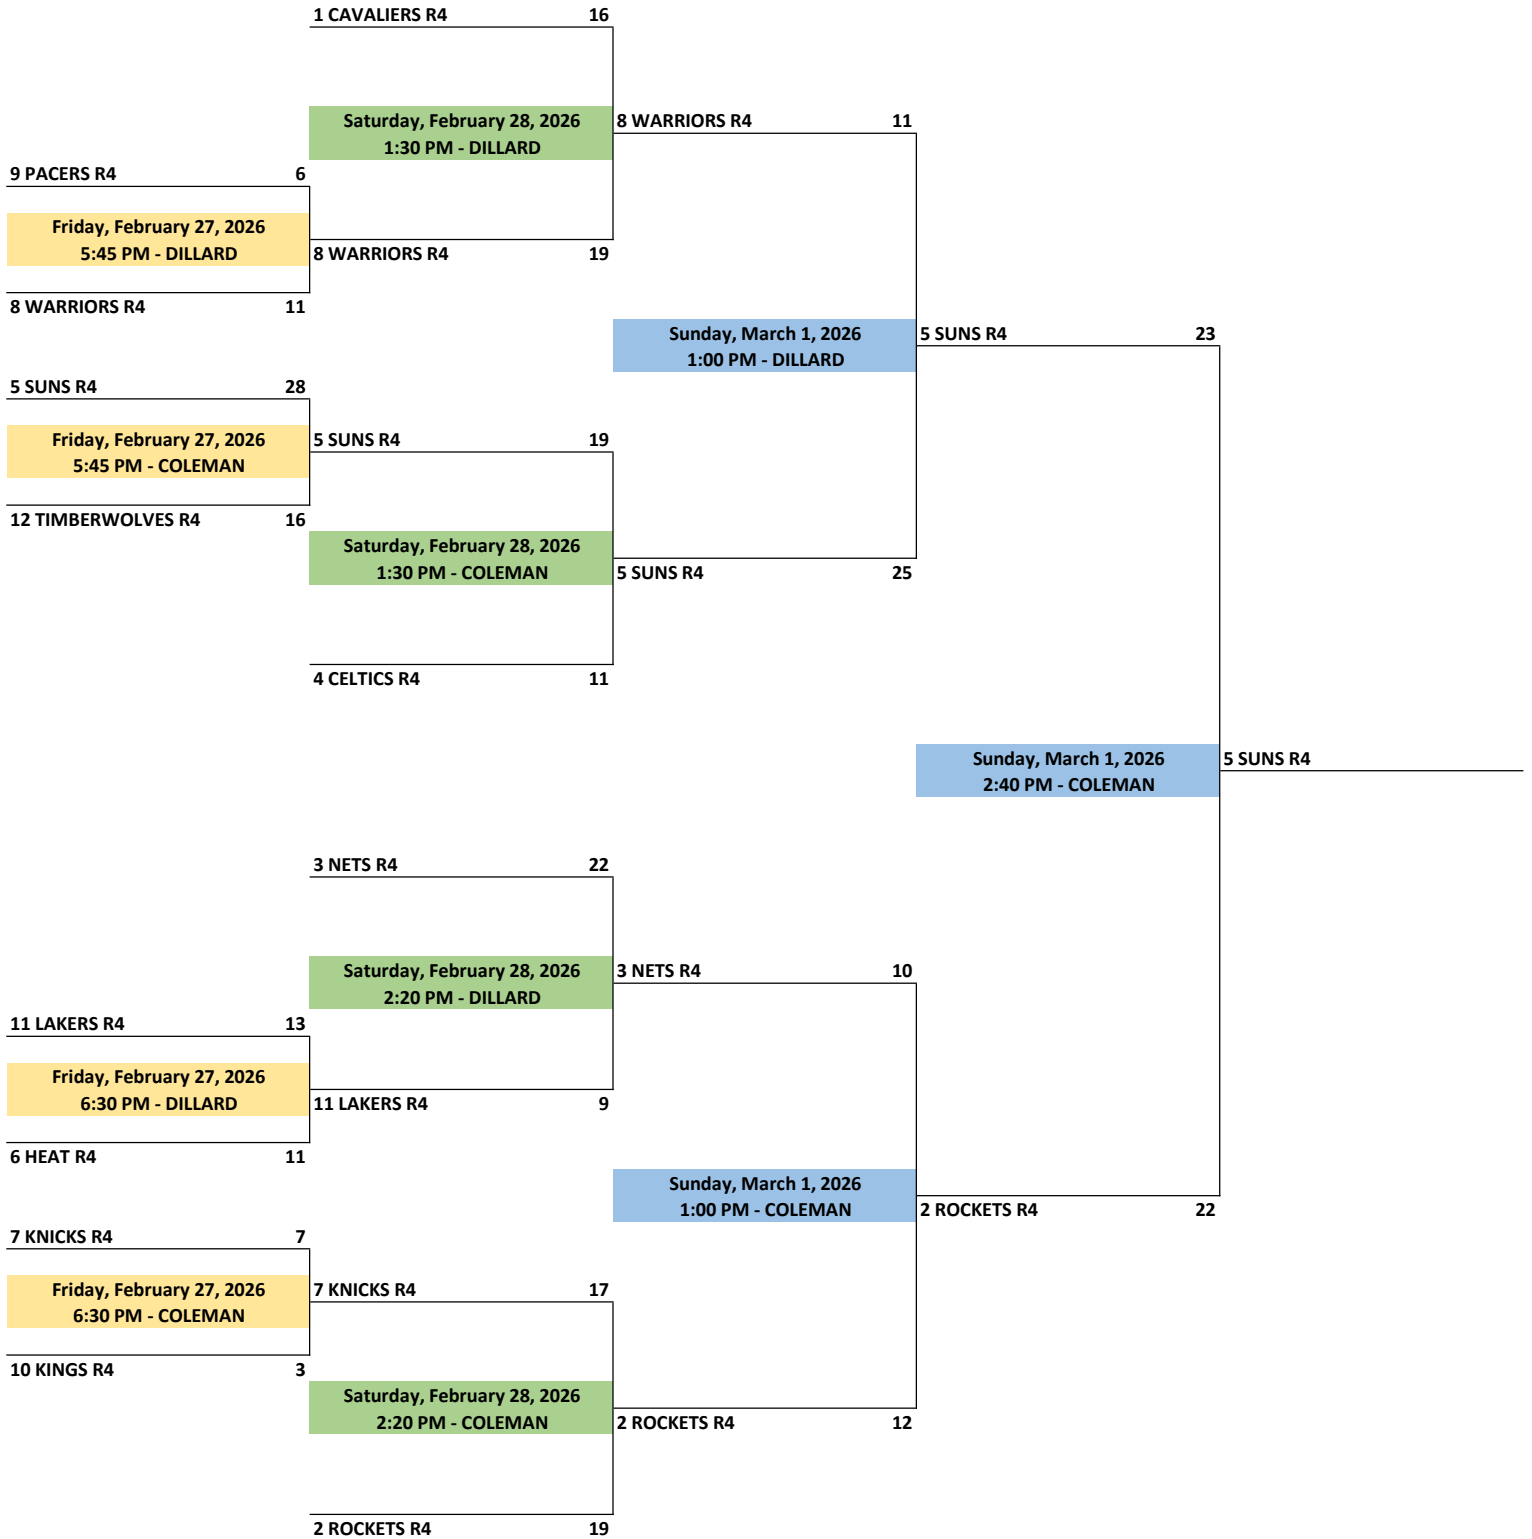 1 CAVALIERS R4 16
Saturday, February 28, 2026
1:30 PM - DILLARD
8 WARRIORS R4 11
9 PACERS R4 6
Friday, February 27, 2026
5:45 PM - DILLARD
8 WARRIORS R4 19
8 WARRIORS R4 11
Sunday, March 1, 2026
1:00 PM - DILLARD
5 SUNS R4 23
5 SUNS R4 28
Friday, February 27, 2026
5:45 PM - COLEMAN
5 SUNS R4 19
12 TIMBERWOLVES R4 16
Saturday, February 28, 2026
1:30 PM - COLEMAN
5 SUNS R4 25
4 CELTICS R4 11
Sunday, March 1, 2026
2:40 PM - COLEMAN
5 SUNS R4
3 NETS R4 22
Saturday, February 28, 2026
2:20 PM - DILLARD
3 NETS R4 10
11 LAKERS R4 13
Friday, February 27, 2026
6:30 PM - DILLARD
11 LAKERS R4 9
6 HEAT R4 11
Sunday, March 1, 2026
1:00 PM - COLEMAN
2 ROCKETS R4 22
7 KNICKS R4 7
Friday, February 27, 2026
6:30 PM - COLEMAN
7 KNICKS R4 17
10 KINGS R4 3
Saturday, February 28, 2026
2:20 PM - COLEMAN
2 ROCKETS R4 12
2 ROCKETS R4 19